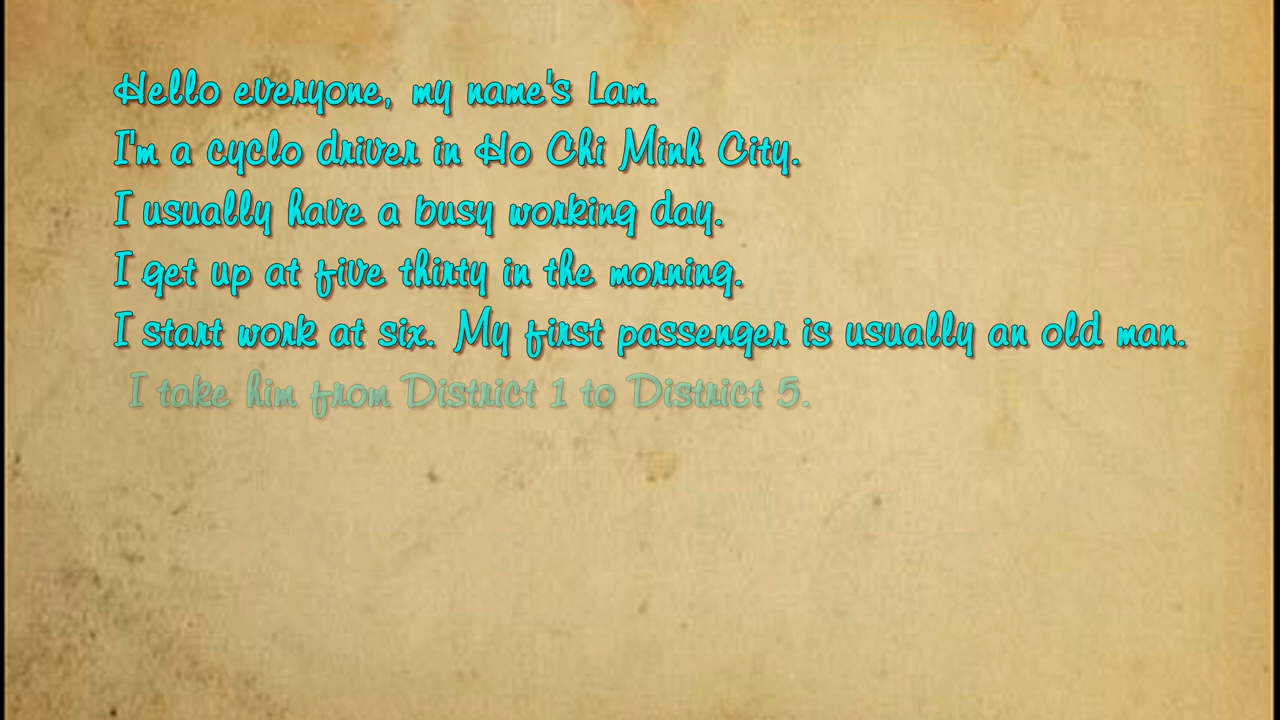 Hello everyone, my name's Lam.
I'm a cyclo driver in Ho Chi Minh City.
I usually have a busy working day.
I get up at five thirty in the morning.
I start work at six. My first passenger is usually an old man.
I take him from District 1 to District 5.